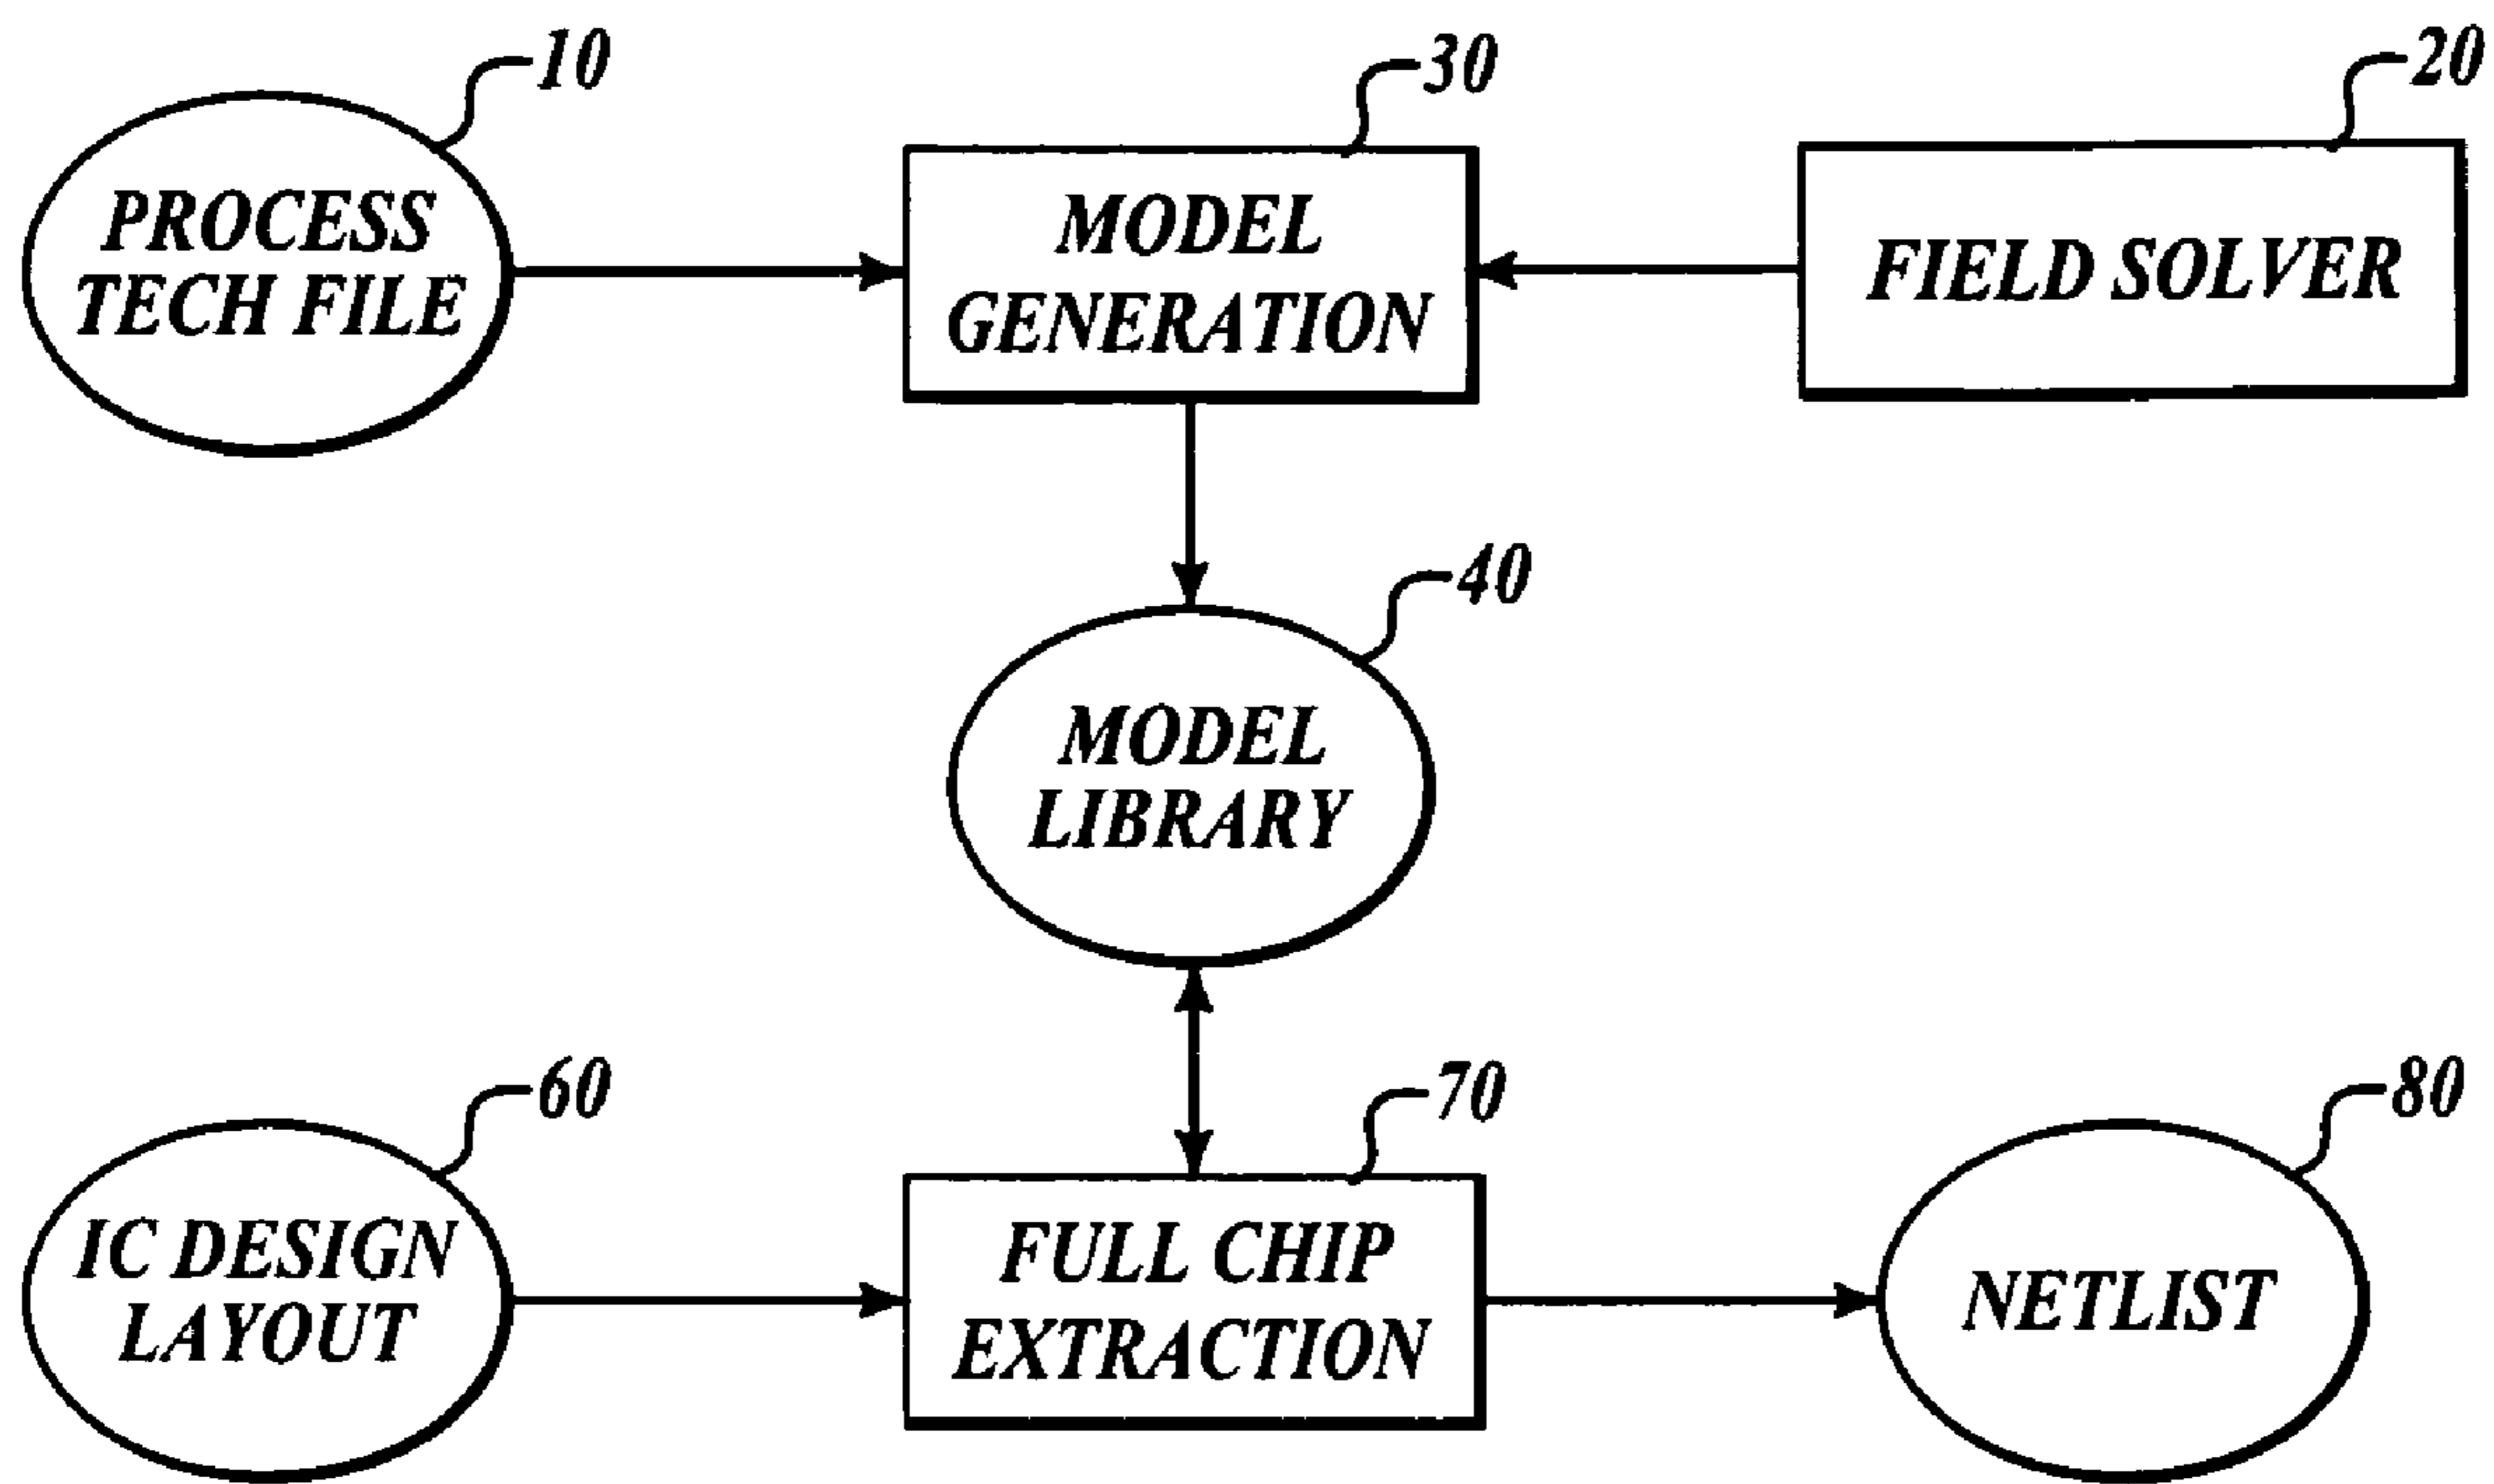 10
30
20
PROCESS
TECH FILE
MODEL
GENERATION
FIELD SOLVER
40
MODEL
LIBRARY
60
70
80
IC DESIGN
LAYOUT
FULL CHIP
EXTRACTION
NETLIST